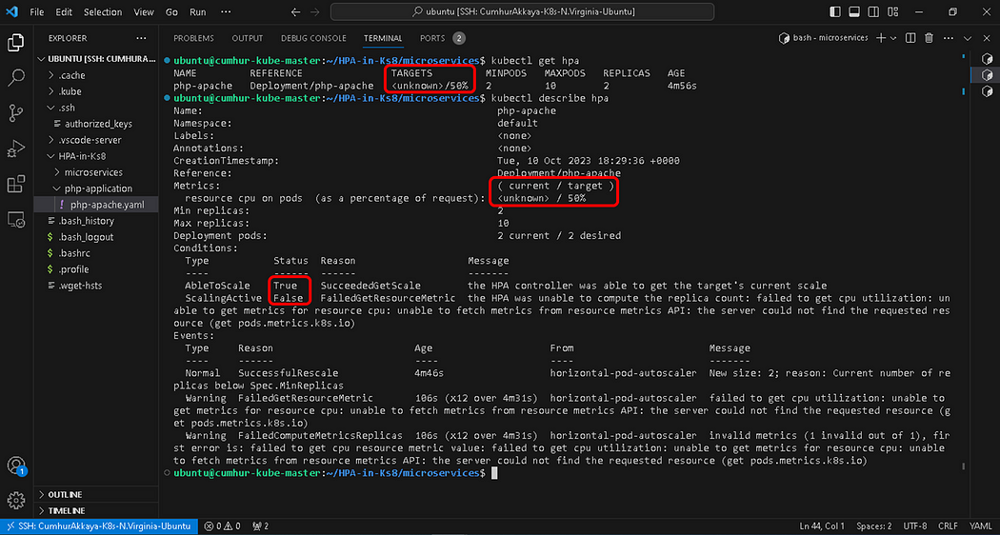 File Edit Selection View Go Run ···
ubuntu [SSH: CumhurAkkaya-K8s-N.Virginia-Ubuntu]
EXPLORER ···
UBUNTU [SSH: CUMHURA...
.cache
.kube
.ssh
authorized_keys
.vscode-server
HPA-in-Ks8
microservices
php-application
! php-apache.yaml
.bash_history
$ .bash_logout
$ .bashrc
$ .profile
.wget-hsts
OUTLINE
TIMELINE
1
PROBLEMS OUTPUT DEBUG CONSOLE TERMINAL PORTS 2
bash - microservices
ubuntu@cumhur-kube-master:~/HPA-in-Ks8/microservices$ kubectl get hpa
NAME REFERENCE TARGETS MINPODS MAXPODS REPLICAS AGE
php-apache Deployment/php-apache <unknown>/50% 2 10 2 4m56s
ubuntu@cumhur-kube-master:~/HPA-in-Ks8/microservices$ kubectl describe hpa
Name: php-apache
Namespace: default
Labels: <none>
Annotations: <none>
CreationTimestamp: Tue, 10 Oct 2023 18:29:36 +0000
Reference: Deployment/php-apache
Metrics: ( current / target )
resource cpu on pods (as a percentage of request): <unknown> / 50%
Min replicas: 2
Max replicas: 10
Deployment pods: 2 current / 2 desired
Conditions:
Type Status Reason Message
---- ------ ------ -------
AbleToScale True SucceededGetScale the HPA controller was able to get the target's current scale
ScalingActive False FailedGetResourceMetric the HPA was unable to compute the replica count: failed to get cpu utilization: un
able to get metrics for resource cpu: unable to fetch metrics from resource metrics API: the server could not find the requested res
ource (get pods.metrics.k8s.io)
Events:
Type Reason Age From Message
---- ------ ---- ---- -------
Normal SuccessfulRescale 4m46s horizontal-pod-autoscaler New size: 2; reason: Current number of re
plicas below Spec.MinReplicas
Warning FailedGetResourceMetric 106s (x12 over 4m31s) horizontal-pod-autoscaler failed to get cpu utilization: unable to
get metrics for resource cpu: unable to fetch metrics from resource metrics API: the server could not find the requested resource (g
et pods.metrics.k8s.io)
Warning FailedComputeMetricsReplicas 106s (x12 over 4m31s) horizontal-pod-autoscaler invalid metrics (1 invalid out of 1), fir
st error is: failed to get cpu resource metric value: failed to get cpu utilization: unable to get metrics for resource cpu: unable
to fetch metrics from resource metrics API: the server could not find the requested resource (get pods.metrics.k8s.io)
ubuntu@cumhur-kube-master:~/HPA-in-Ks8/microservices$
SSH: CumhurAkkaya-K8s-N.Virginia-Ubuntu 0 0 2 Ln 44, Col 1 Spaces: 2 UTF-8 CRLF YAML